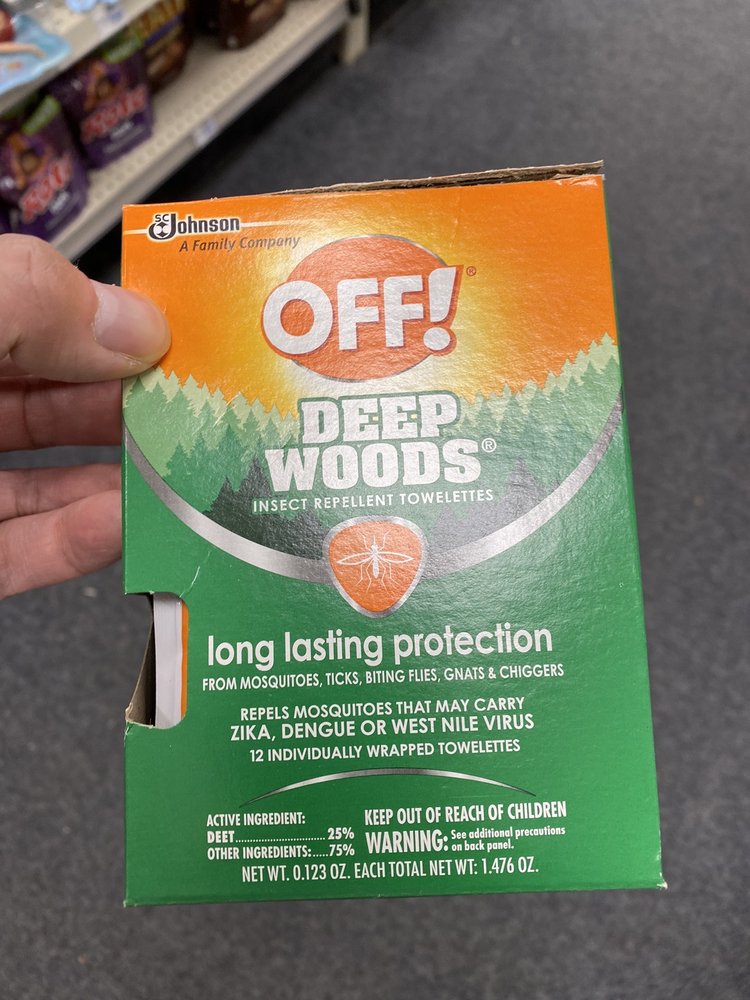 SC Johnson
A Family Company
OFF!®
DEEP
WOODS®
INSECT REPELLENT TOWELETTES
long lasting protection
FROM MOSQUITOES, TICKS, BITING FLIES, GNATS & CHIGGERS
REPELS MOSQUITOES THAT MAY CARRY
ZIKA, DENGUE OR WEST NILE VIRUS
12 INDIVIDUALLY WRAPPED TOWELETTES
ACTIVE INGREDIENT:
DEET.............................. 25%
OTHER INGREDIENTS:.....75%
KEEP OUT OF REACH OF CHILDREN
WARNING: See additional precautions
on back panel.
NET WT. 0.123 OZ. EACH TOTAL NET WT: 1.476 OZ.